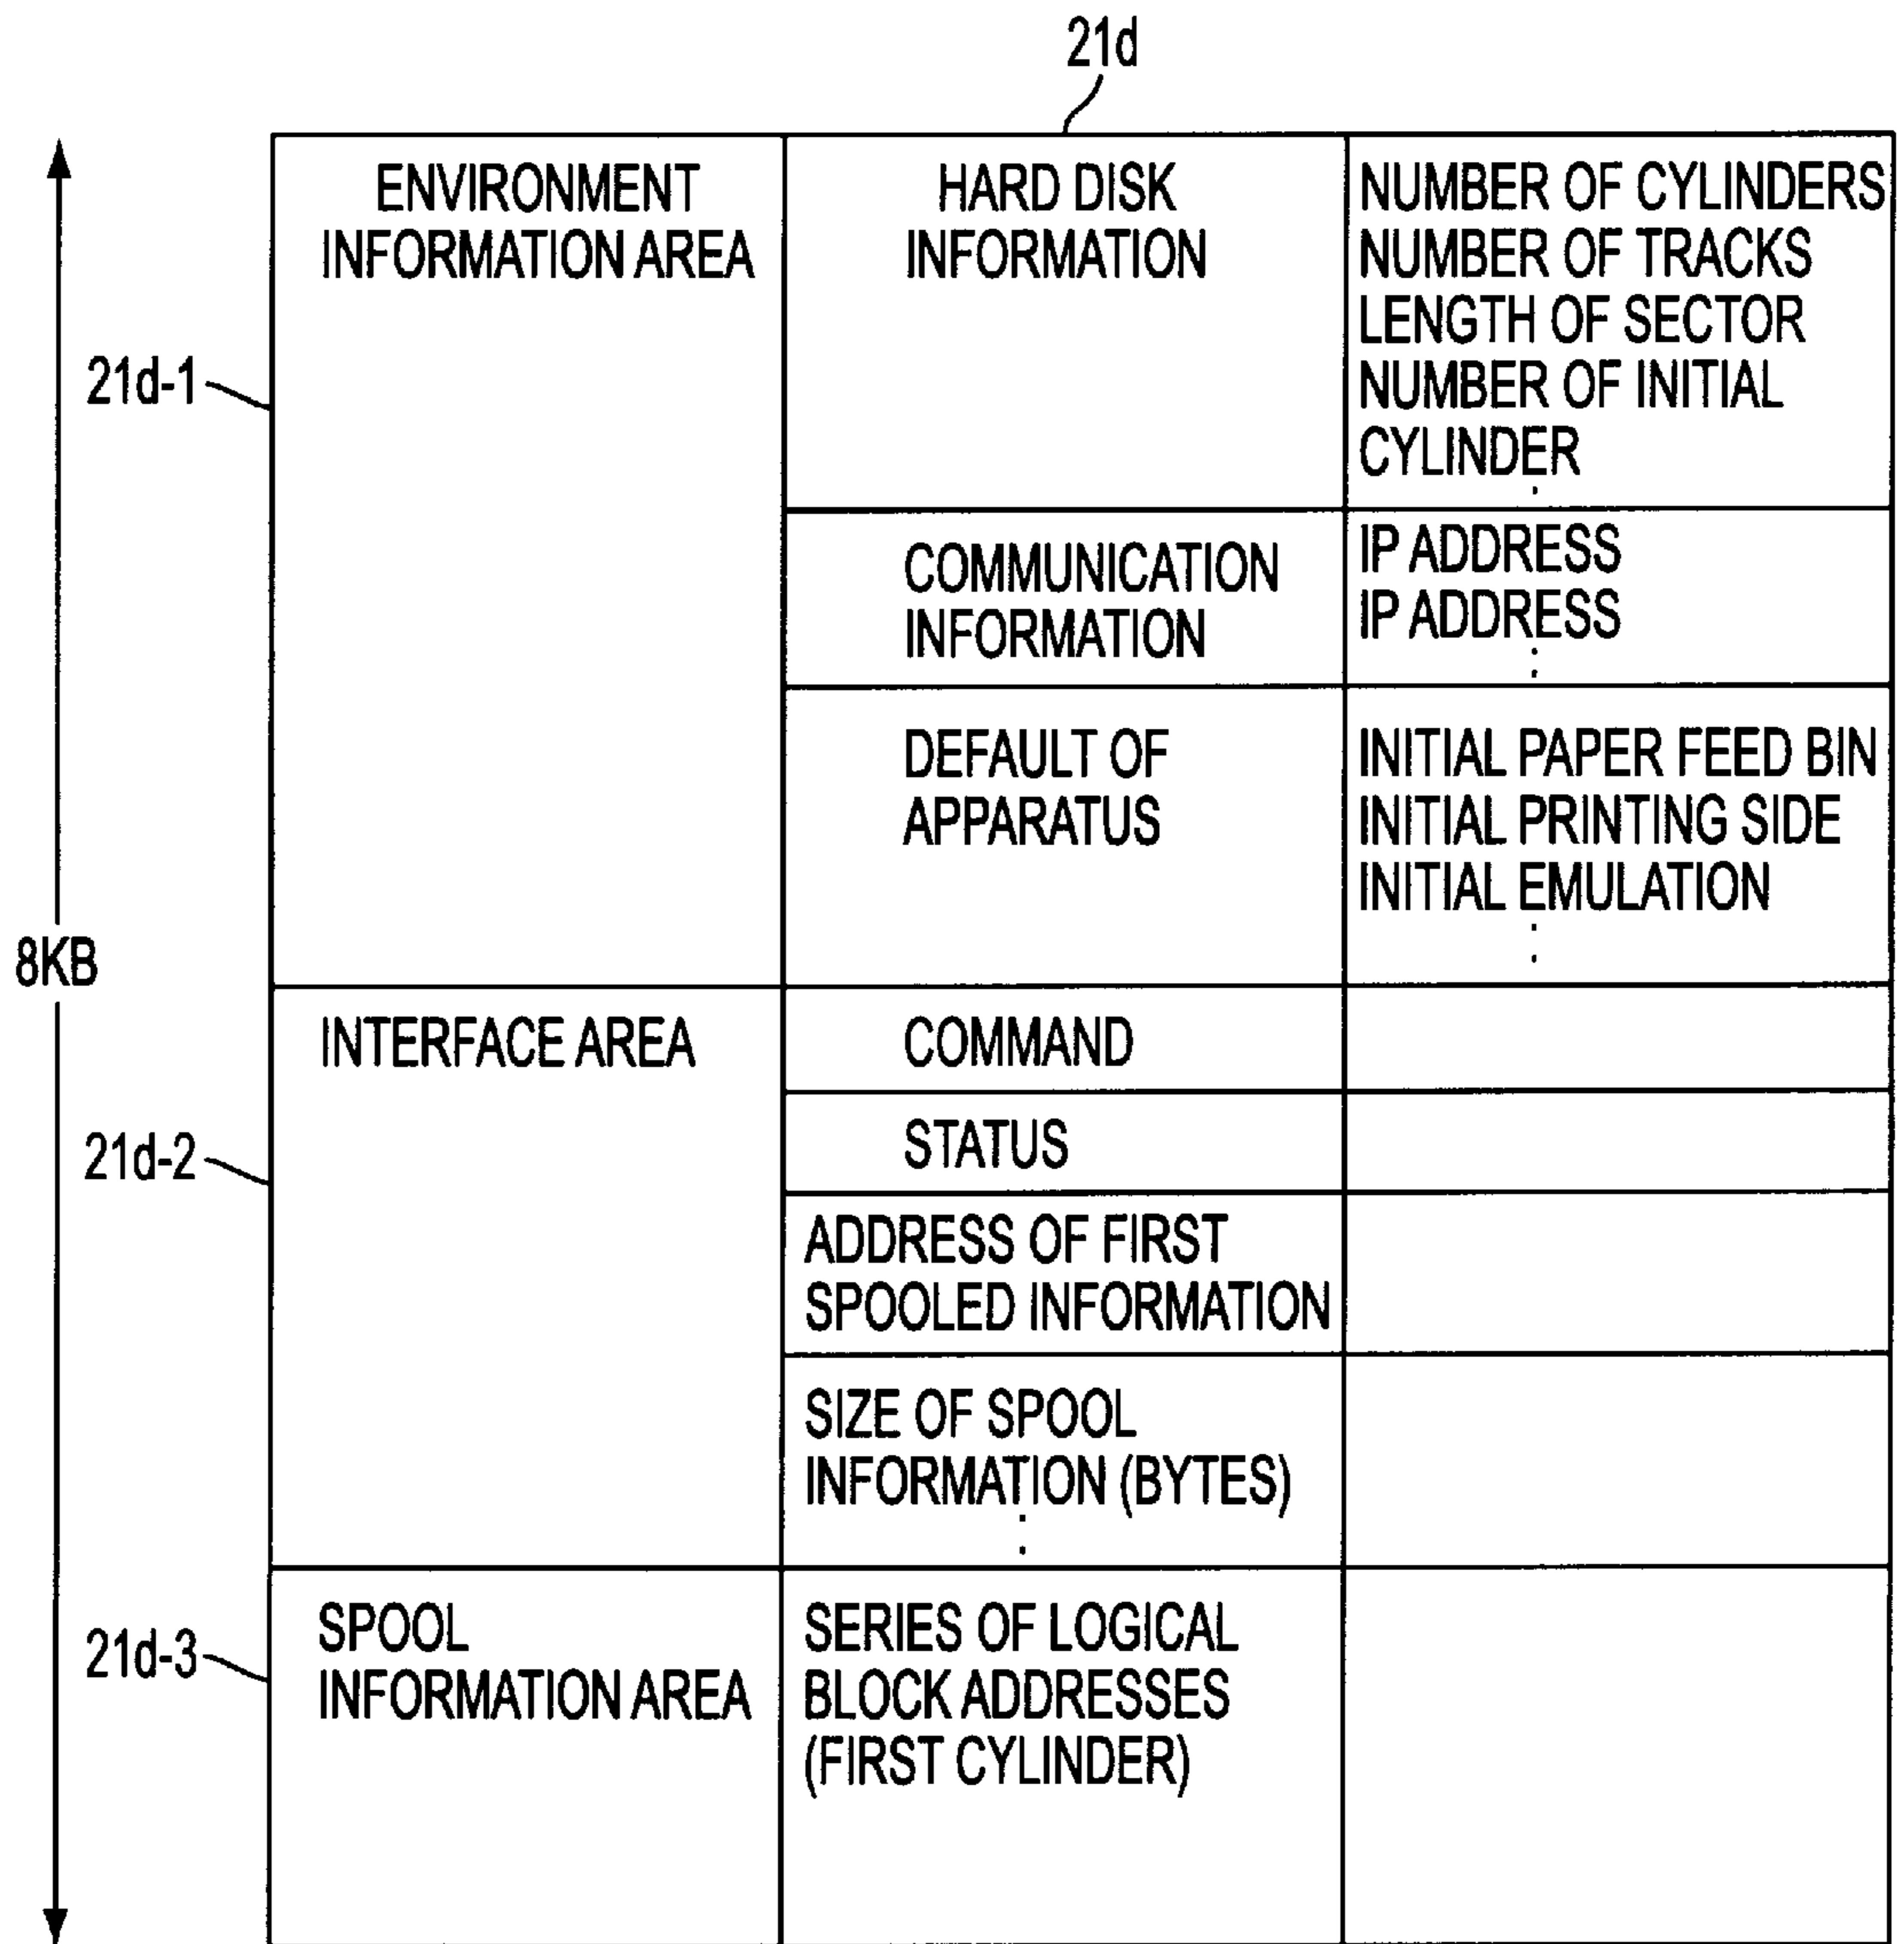 21d
ENVIRONMENT
INFORMATION AREA
HARD DISK
INFORMATION
NUMBER OF CYLINDERS
NUMBER OF TRACKS
LENGTH OF SECTOR
NUMBER OF INITIAL
CYLINDER
21d-1
COMMUNICATION
INFORMATION
IP ADDRESS
IP ADDRESS
DEFAULT OF
APPARATUS
INITIAL PAPER FEED BIN
INITIAL PRINTING SIDE
INITIAL EMULATION
8KB
INTERFACE AREA
COMMAND
21d-2
STATUS
ADDRESS OF FIRST
SPOOLED INFORMATION
SIZE OF SPOOL
INFORMATION (BYTES)
21d-3
SPOOL
INFORMATION AREA
SERIES OF LOGICAL
BLOCK ADDRESSES
(FIRST CYLINDER)